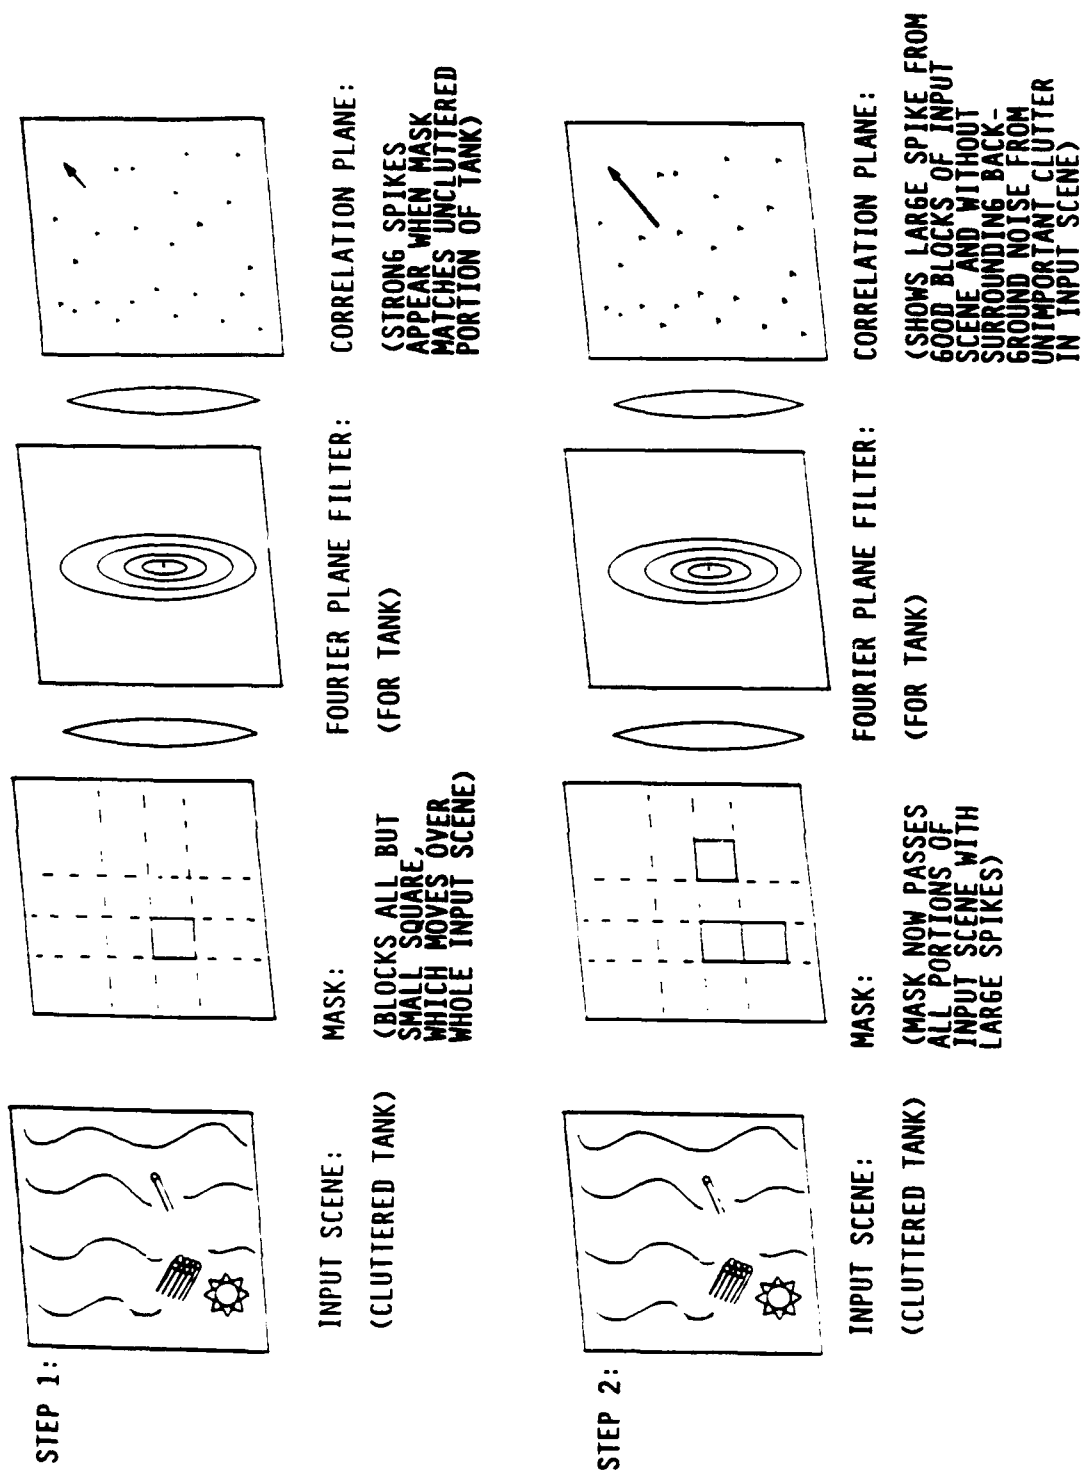 STEP 1:
INPUT SCENE:
(CLUTTERED TANK)
MASK:
(BLOCKS ALL BUT
SMALL SQUARE,
WHICH MOVES OVER
WHOLE INPUT SCENE)
FOURIER PLANE FILTER:
(FOR TANK)
CORRELATION PLANE:
(STRONG SPIKES
APPEAR WHEN MASK
MATCHES UNCLUTTERED
PORTION OF TANK)
STEP 2:
INPUT SCENE:
(CLUTTERED TANK)
MASK:
(MASK NOW PASSES
ALL PORTIONS OF
INPUT SCENE WITH
LARGE SPIKES)
FOURIER PLANE FILTER:
(FOR TANK)
CORRELATION PLANE:
(SHOWS LARGE SPIKE FROM
GOOD BLOCKS OF INPUT
SCENE AND WITHOUT
SURROUNDING BACK-
GROUND NOISE FROM
UNIMPORTANT CLUTTER
IN INPUT SCENE)